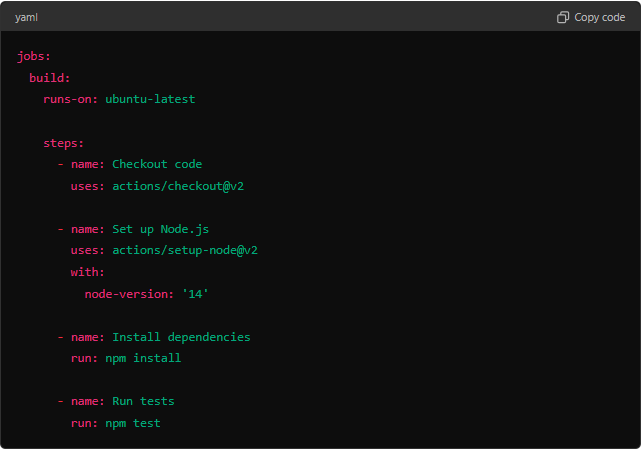 yaml
Copy code
jobs:
  build:
    runs-on: ubuntu-latest

    steps:
      - name: Checkout code
        uses: actions/checkout@v2

      - name: Set up Node.js
        uses: actions/setup-node@v2
        with:
          node-version: '14'

      - name: Install dependencies
        run: npm install

      - name: Run tests
        run: npm test